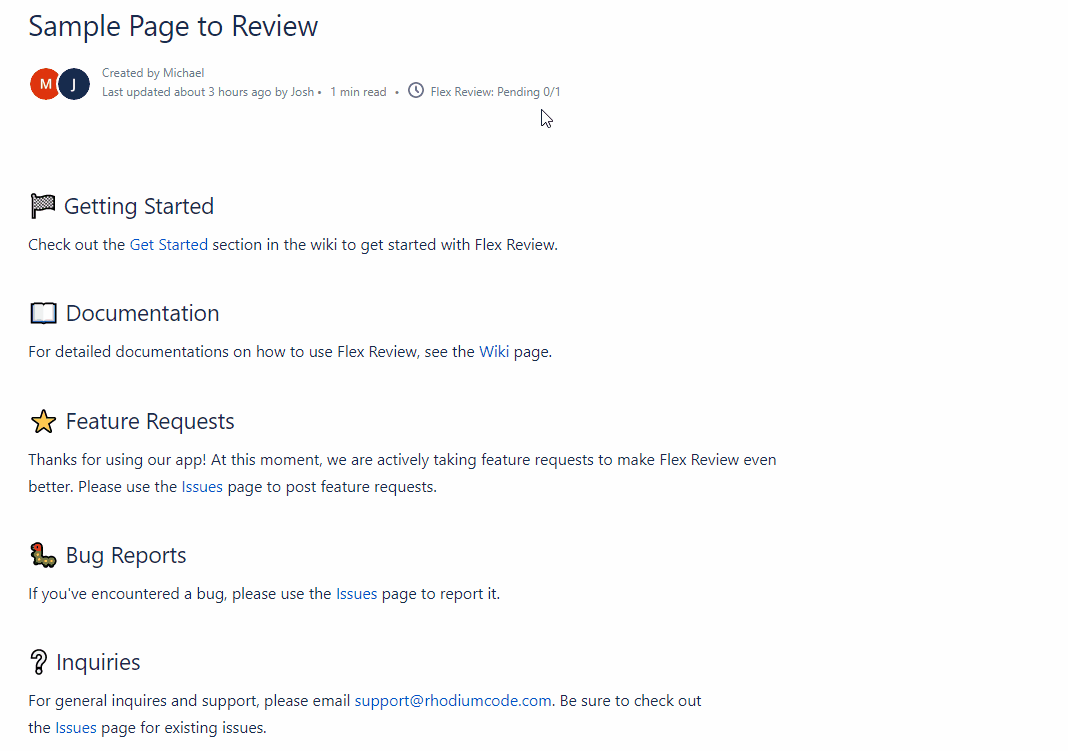 Sample Page to Review
M J
Created by Michael
Last updated about 3 hours ago by Josh • 1 min read • Flex Review: Pending 0/1
Getting Started
Check out the Get Started section in the wiki to get started with Flex Review.
Documentation
For detailed documentations on how to use Flex Review, see the Wiki page.
Feature Requests
Thanks for using our app! At this moment, we are actively taking feature requests to make Flex Review even
better. Please use the Issues page to post feature requests.
Bug Reports
If you've encountered a bug, please use the Issues page to report it.
Inquiries
For general inquires and support, please email support@rhodiumcode.com. Be sure to check out
the Issues page for existing issues.